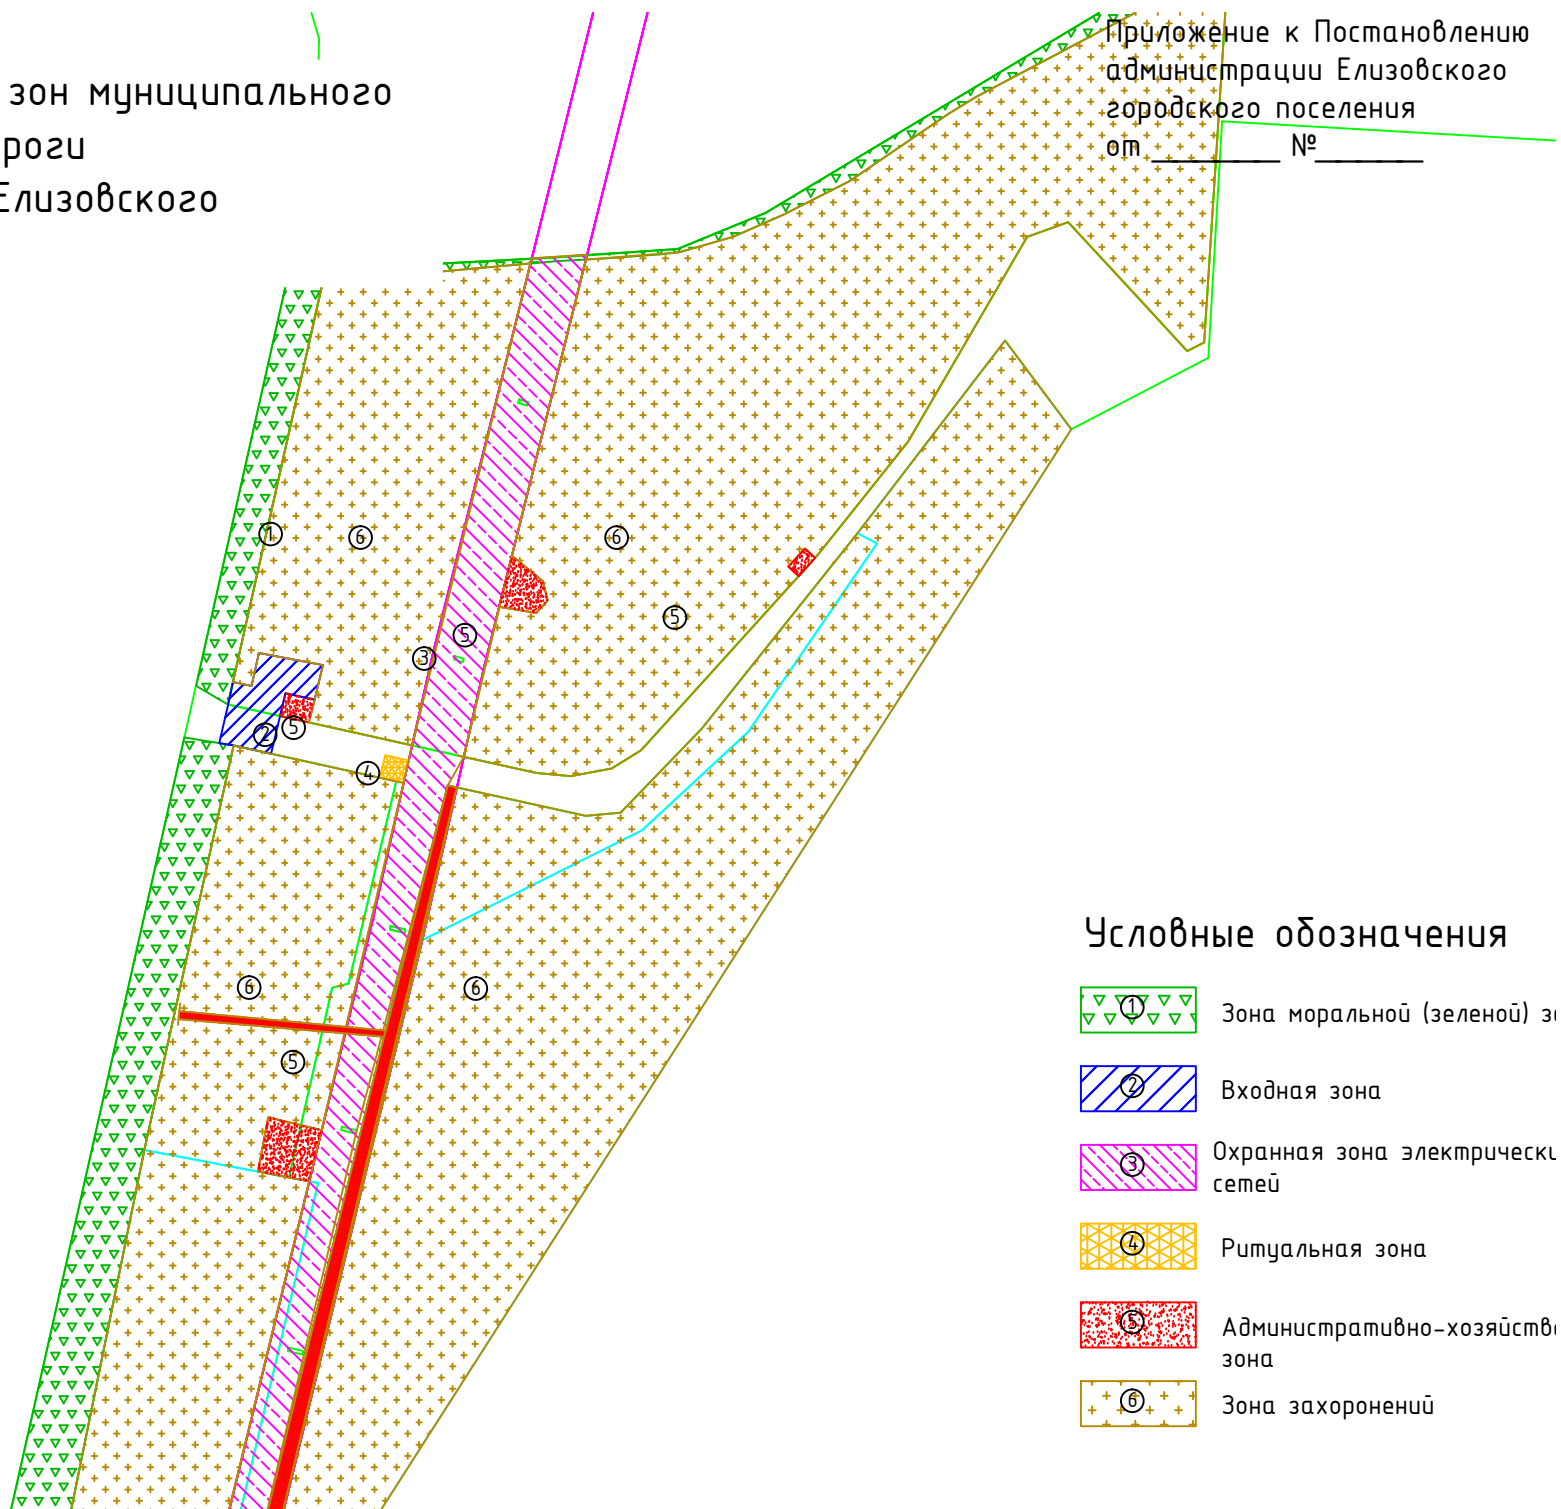 зон муниципального
роги
Елизовского
Приложение к Постановлению
администрации Елизовского
городского поселения
от ________ №_______
1
6
6
5
5
3
2
5
4
6
6
5
Условные обозначения
1 Зона моральной (зеленой)
2 Входная зона
3 Охранная зона электрически
сетей
4 Ритуальная зона
5 Административно-хозяйств
зона
6 Зона захоронений